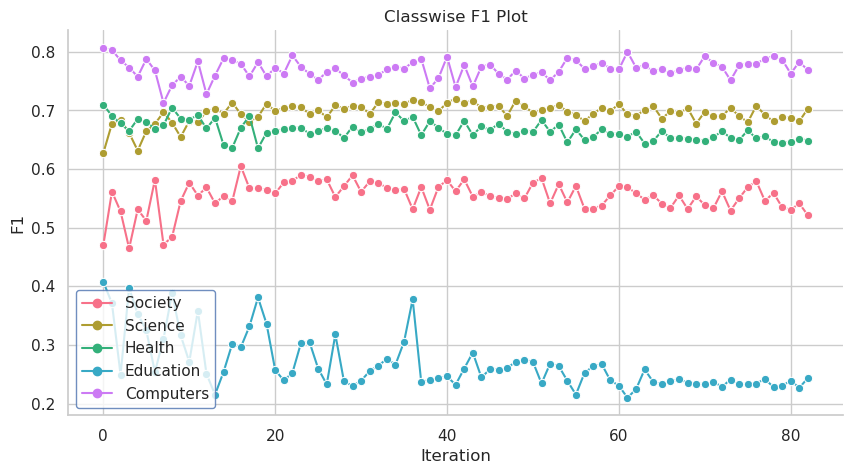 Classwise F1 Plot
0.8
0.7
0.6
0.5
0.4
0.3
0.2
F1
Society
Science
Health
Education
Computers
0 20 40 60 80
Iteration